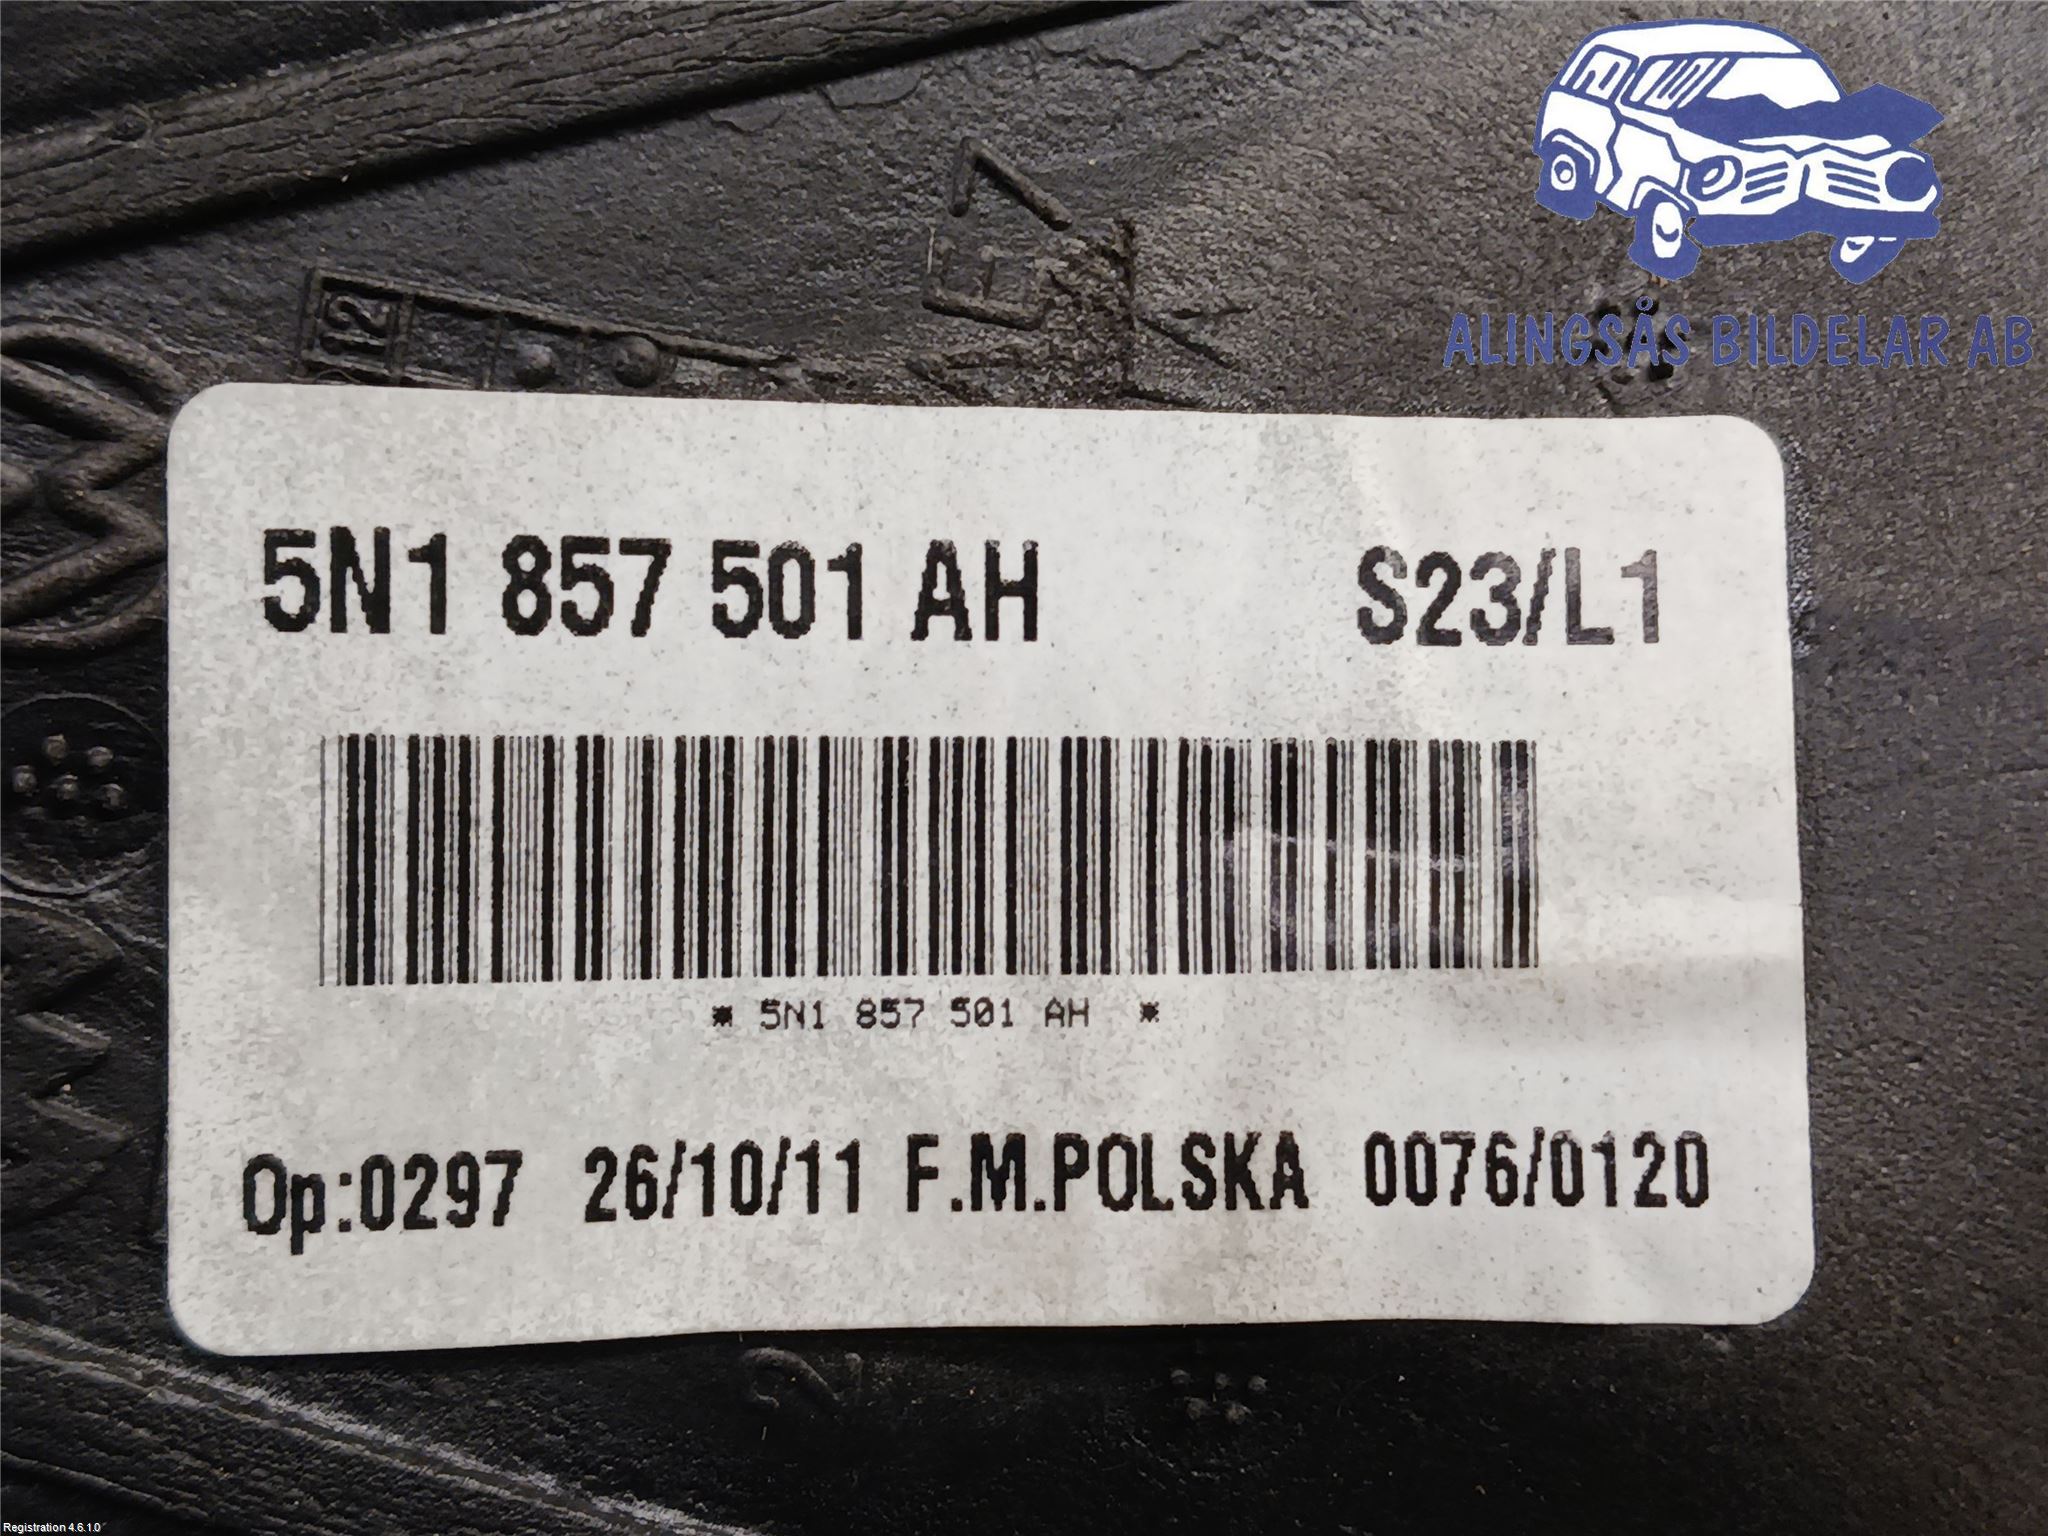 ALINGSÅS BILDELAR AB
12
5N1 857 501 AH S23/L1
* 5N1 857 501 AH *
Op:0297 26/10/11 F.M.POLSKA 0076/0120
Registration 4.6.1.0